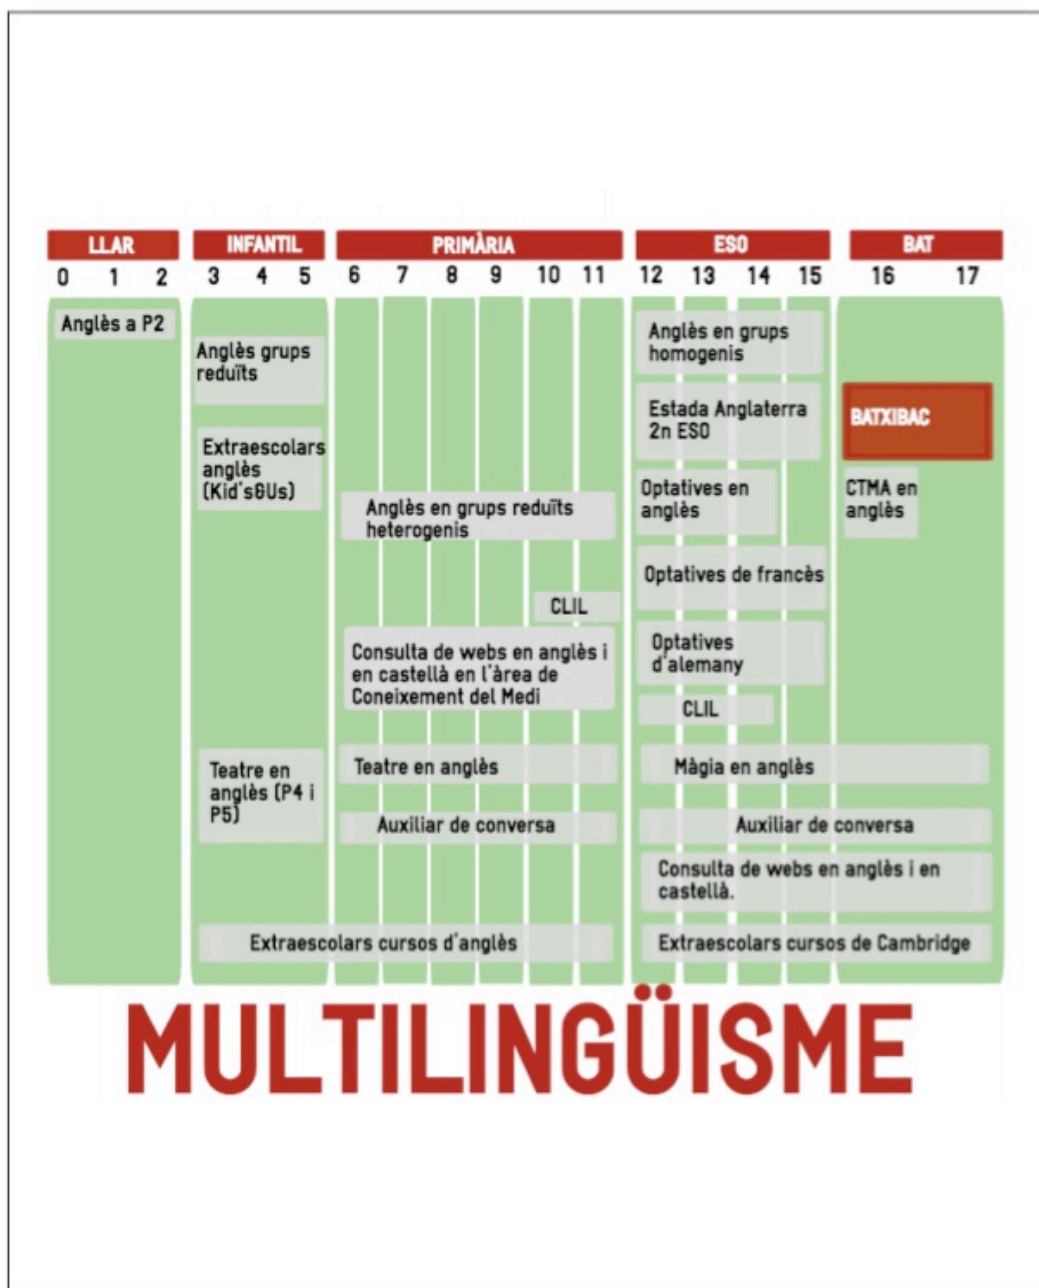 LLAR INFANTIL PRIMÀRIA ESO BAT
0 1 2 3 4 5 6 7 8 9 10 11 12 13 14 15 16 17
Anglès a P2
Anglès grups
reduïts
Extraescolars
anglès
(Kid's&Us)
Teatre en
anglès (P4 i
P5)
Anglès en grups reduïts
heterogenis
CLIL
Consulta de webs en anglès i
en castellà en l'àrea de
Coneixement del Medi
Teatre en anglès
Auxiliar de conversa
Extraescolars cursos d'anglès
Anglès en grups
homogenis
Estada Anglaterra
2n ESO
Optatives en
anglès
Optatives de francès
Optatives
d'alemany
CLIL
Màgia en anglès
Auxiliar de conversa
Consulta de webs en anglès i en
castellà.
Extraescolars cursos de Cambridge
BATXIBAC
CTMA en
anglès
MULTILINGÜISME